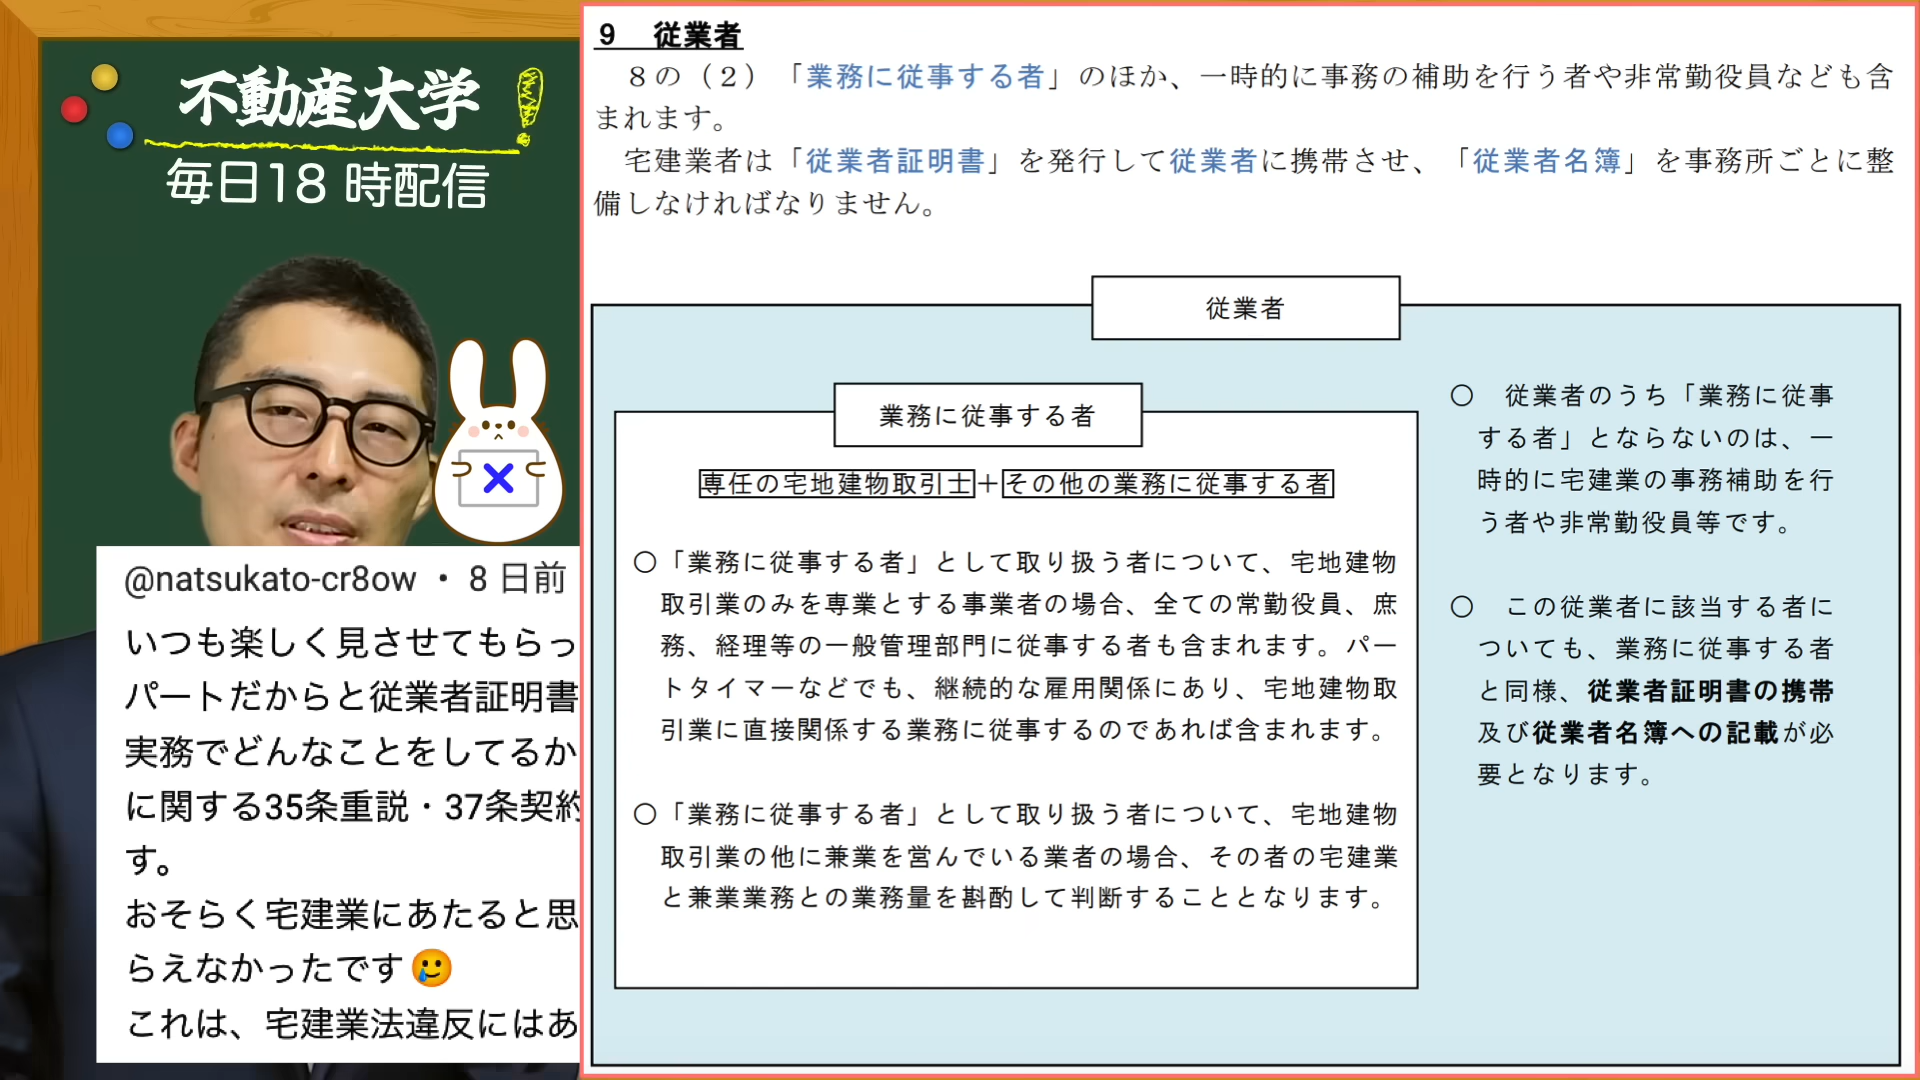 不動産大学
毎日18時配信
@natsukato-cr8ow ・ 8 日前
いつも楽しく見させてもらっ
パートだからと従業者証明書
実務でどんなことをしてるか
に関する35条重説・37条契約
す。
おそらく宅建業にあたると思
らえなかったです🥲
これは、宅建業法違反にはあ
9 従業者
8の(2)「業務に従事する者」のほか、一時的に事務の補助を行う者や非常勤役員なども含
まれます。
宅建業者は「従業者証明書」を発行して従業者に携帯させ、「従業者名簿」を事務所ごとに整
備しなければなりません。
従業者
業務に従事する者
専任の宅地建物取引士+その他の業務に従事する者
○「業務に従事する者」として取り扱う者について、宅地建物
取引業のみを専業とする事業者の場合、全ての常勤役員、庶
務、経理等の一般管理部門に従事する者も含まれます。パー
トタイマーなどでも、継続的な雇用関係にあり、宅地建物取
引業に直接関係する業務に従事するのであれば含まれます。
○「業務に従事する者」として取り扱う者について、宅地建物
取引業の他に兼業を営んでいる業者の場合、その者の宅建業
と兼業業務との業務量を斟酌して判断することとなります。
○ 従業者のうち「業務に従事
する者」とならないのは、一
時的に宅建業の事務補助を行
う者や非常勤役員等です。
○ この従業者に該当する者に
ついても、業務に従事する者
と同様、従業者証明書の携帯
及び従業者名簿への記載が必
要となります。